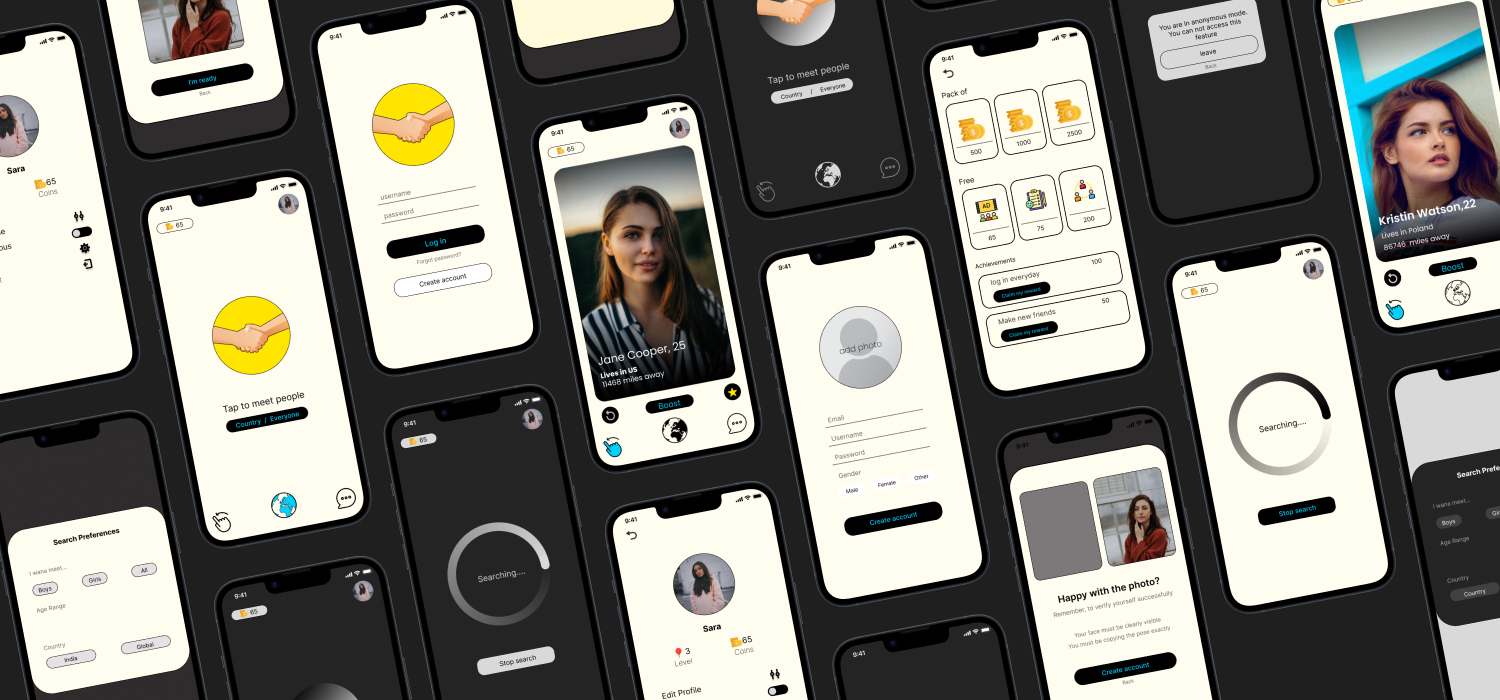 Sara
65
Coins
I'm ready
Back
9:41
65
Tap to meet people
Country / Everyone
Search Preferences
I wana meet...
Boys
Girls
All
Age Range
Country
India
Global
9:41
username
password
Log in
Forgot password?
Create account
9:41
65
9:41
65
Searching....
Stop search
9:41
65
Jane Cooper, 25
Lives in US
11468 miles away
Boost
9:41
Sara
3
Level
65
Coins
Edit Profile
Tap to meet people
Country / Everyone
9:41
add photo
Email
Username
Password
Gender
Male
Female
Other
Create account
9:41
9:41
Pack of
500
1000
2500
Free
AD
65
75
200
Achievements
log in everyday
100
Claim my reward
Make new friends
50
Claim my reward
9:41
Happy with the photo?
Remember, to verify yourself successfully
Your face must be clearly visible
You must be copying the pose exactly
Create account
Back
You are in anonymous mode.
You can not access this
feature
leave
Back
9:41
65
Searching....
Stop search
Kristin Watson,22
Lives in Poland
86746 miles away
Boost
I wana meet...
Boys
Age Range
Country
Country